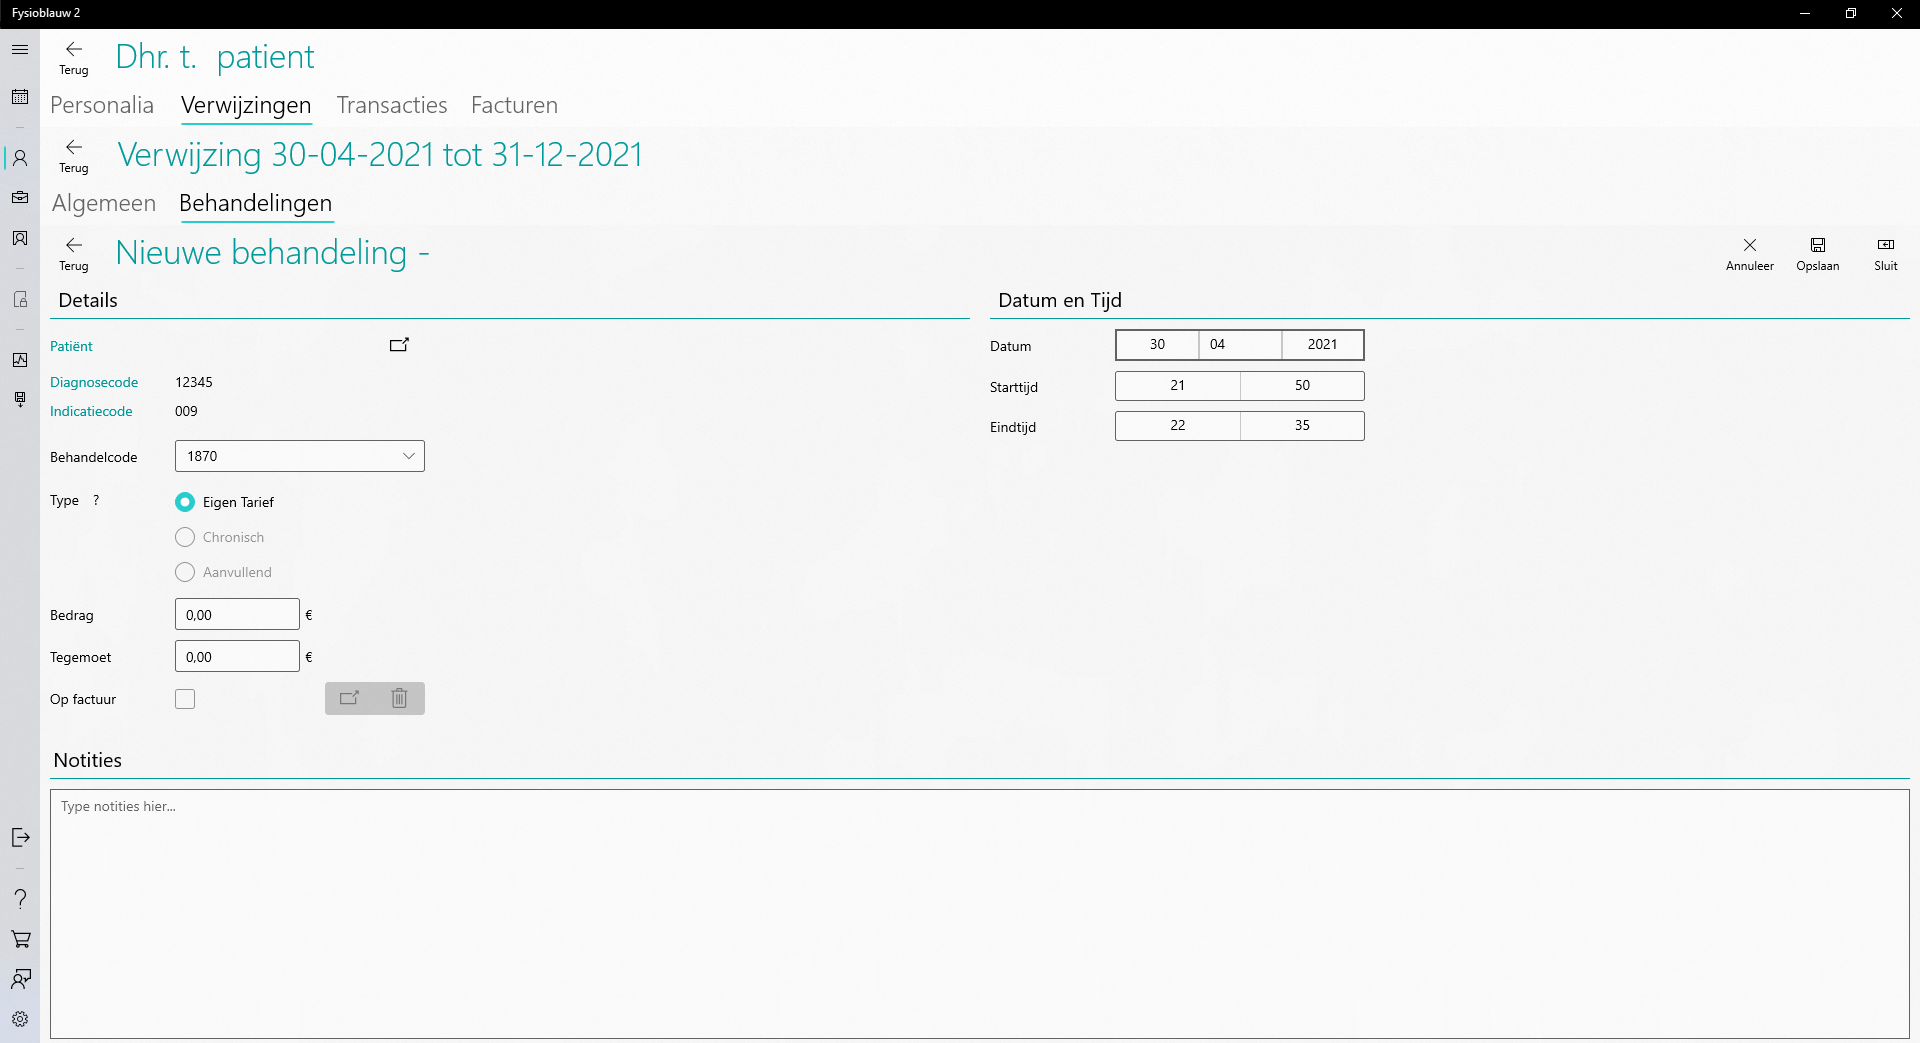 Fysioblauw 2
Terug
Dhr. t.  patient
Personalia Verwijzingen Transacties Facturen
Terug
Verwijzing 30-04-2021 tot 31-12-2021
Algemeen Behandelingen
Terug
Nieuwe behandeling -
Annuleer Opslaan Sluit
Details
Patiënt
Diagnosecode 12345
Indicatiecode 009
Behandelcode 1870
Type ? Eigen Tarief
Chronisch
Aanvullend
Bedrag 0,00 €
Tegemoet 0,00 €
Op factuur
Datum en Tijd
Datum 30 04 2021
Starttijd 21 50
Eindtijd 22 35
Notities
Type notities hier...